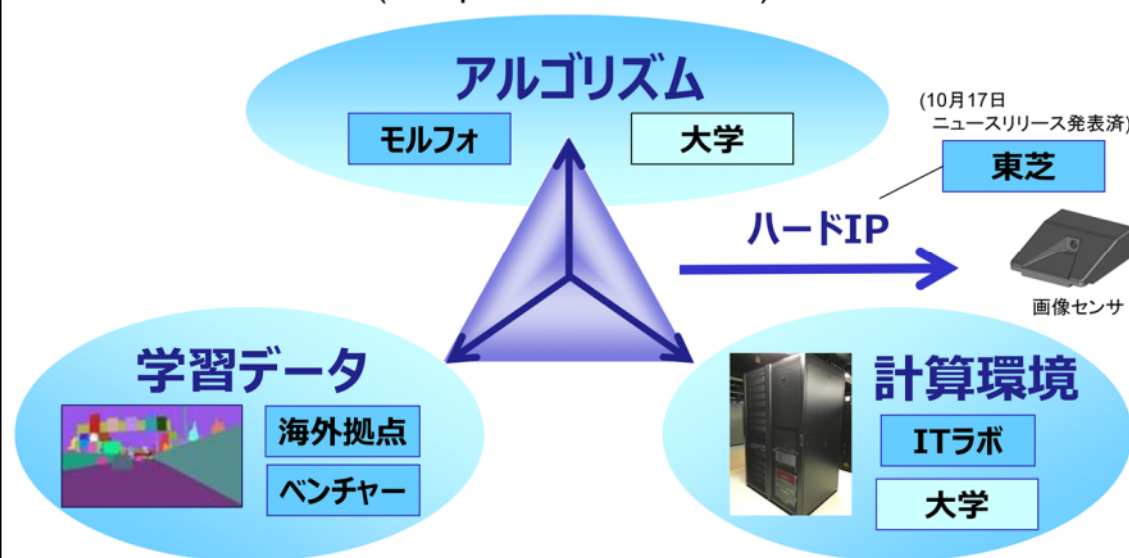 アルゴリズム
モルフォ
大学
(10月17日
ニュースリリース発表済)
東芝
ハードIP
画像センサ
学習データ
海外拠点
ベンチャー
計算環境
ITラボ
大学